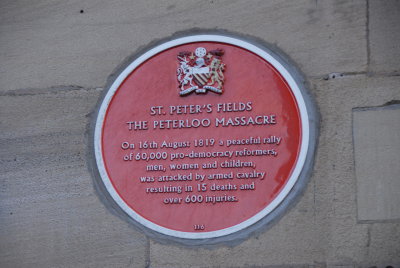 ST. PETER'S FIELDS
THE PETERLOO MASSACRE
On 16th August 1819 a peaceful rally
of 60,000 pro-democracy reformers,
men, women and children,
was attacked by armed cavalry
resulting in 15 deaths and
over 600 injuries.
116